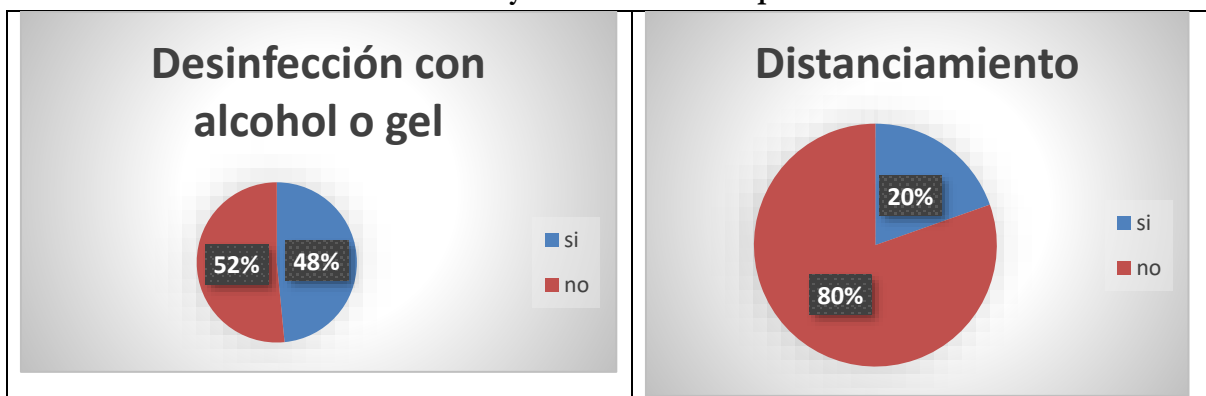 Desinfección con
alcohol o gel
52%
48%
si
no
Distanciamiento
20%
80%
si
no